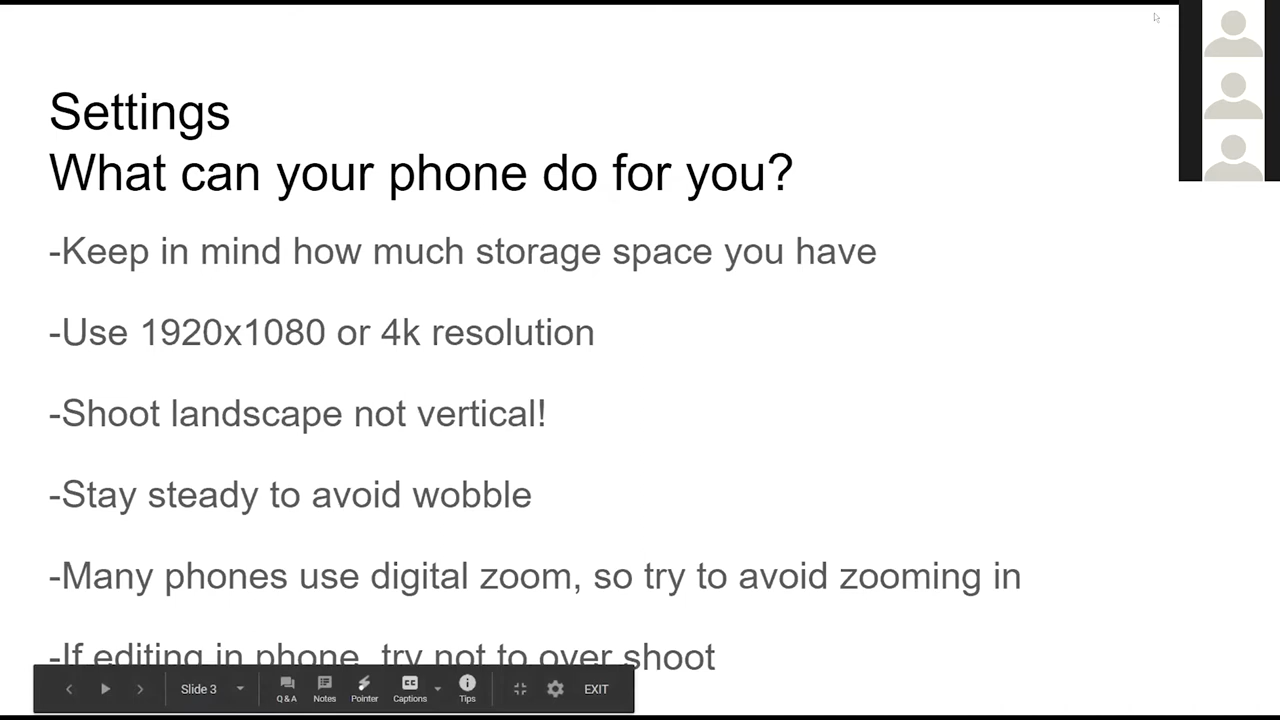 Settings
What can your phone do for you?
-Keep in mind how much storage space you have
-Use 1920x1080 or 4k resolution
-Shoot landscape not vertical!
-Stay steady to avoid wobble
-Many phones use digital zoom, so try to avoid zooming in
-If editing in phone, try not to over shoot
Slide 3 Q & A Notes Pointer CC Captions Tips EXIT